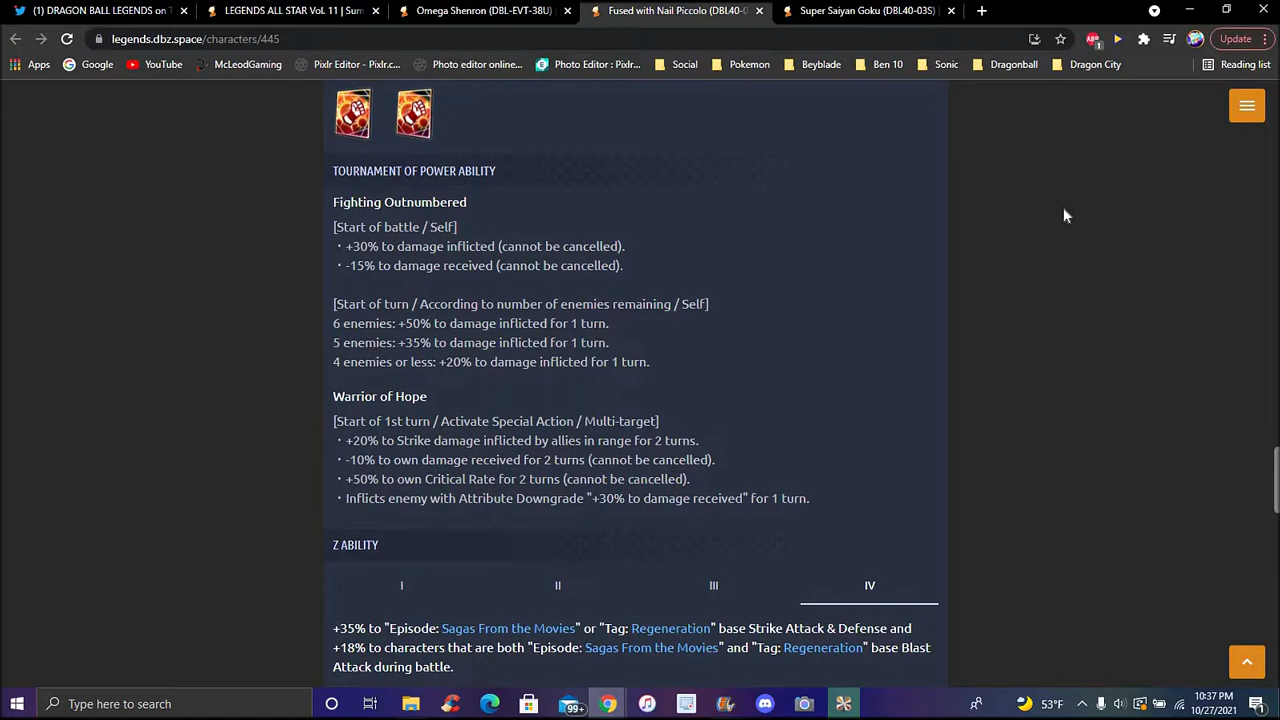 (1) DRAGON BALL LEGENDS on T
LEGENDS ALL STAR Vol. 11 | Sum
Omega Shenron (DBL-EVT-38U)
Fused with Nail Piccolo (DBL40-0
Super Saiyan Goku (DBL40-03S)
legends.dbz.space/characters/445
ABP
1
Update
Apps
Google
YouTube
McLeodGaming
Pixlr Editor - Pixlr.c...
Photo editor online...
Photo Editor : Pixlr...
Social
Pokemon
Beyblade
Ben 10
Sonic
Dragonball
Dragon City
Reading list
TOURNAMENT OF POWER ABILITY
Fighting Outnumbered
[Start of battle / Self]
・+30% to damage inflicted (cannot be cancelled).
・-15% to damage received (cannot be cancelled).
[Start of turn / According to number of enemies remaining / Self]
6 enemies: +50% to damage inflicted for 1 turn.
5 enemies: +35% to damage inflicted for 1 turn.
4 enemies or less: +20% to damage inflicted for 1 turn.
Warrior of Hope
[Start of 1st turn / Activate Special Action / Multi-target]
・+20% to Strike damage inflicted by allies in range for 2 turns.
・-10% to own damage received for 2 turns (cannot be cancelled).
・+50% to own Critical Rate for 2 turns (cannot be cancelled).
・Inflicts enemy with Attribute Downgrade "+30% to damage received" for 1 turn.
Z ABILITY
I II III IV
+35% to "Episode: Sagas From the Movies" or "Tag: Regeneration" base Strike Attack & Defense and
+18% to characters that are both "Episode: Sagas From the Movies" and "Tag: Regeneration" base Blast
Attack during battle.
Type here to search
99+
53°F
10:37 PM
10/27/2021
1